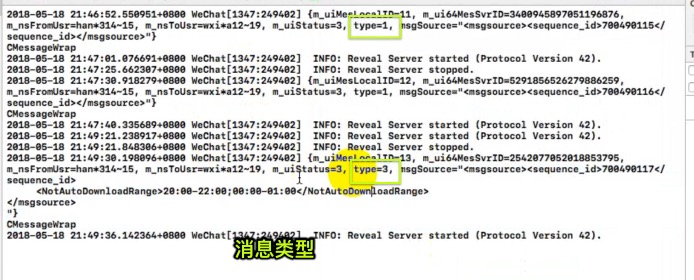 2018-05-18 21:46:52.550951+0800 WeChat[1347:249402] {m_uiMesLocalID=11, m_ui64MesSvrID=3400945897051196876,
m_nsFromUsr=han*314~15, m_nsToUsr=wxi*a12~19, m_uiStatus=3, type=1, msgSource="<msgsource><sequence_id>700490115</
sequence_id></msgsource>"}
CMessageWrap
2018-05-18 21:47:01.076691+0800 WeChat[1347:249402]  INFO: Reveal Server started (Protocol Version 42).
2018-05-18 21:47:25.662307+0800 WeChat[1347:249402]  INFO: Reveal Server stopped.
2018-05-18 21:47:30.918279+0800 WeChat[1347:249402] {m_uiMesLocalID=12, m_ui64MesSvrID=5291856526279886259,
m_nsFromUsr=han*314~15, m_nsToUsr=wxi*a12~19, m_uiStatus=3, type=1, msgSource="<msgsource><sequence_id>700490116</
sequence_id></msgsource>"}
CMessageWrap
2018-05-18 21:47:40.335689+0800 WeChat[1347:249402]  INFO: Reveal Server started (Protocol Version 42).
2018-05-18 21:49:21.238917+0800 WeChat[1347:249402]  INFO: Reveal Server started (Protocol Version 42).
2018-05-18 21:49:21.848306+0800 WeChat[1347:249402]  INFO: Reveal Server stopped.
2018-05-18 21:49:30.198096+0800 WeChat[1347:249402] {m_uiMesLocalID=13, m_ui64MesSvrID=2542077052018853795,
m_nsFromUsr=han*314~15, m_nsToUsr=wxi*a12~19, m_uiStatus=3, type=3, msgSource="<msgsource><sequence_id>700490117</
sequence_id>
<NotAutoDownloadRange>20:00-22:00;00:00-01:00</NotAutoDownloadRange>
</msgsource>
"}
CMessageWrap
2018-05-18 21:49:36.142364+0800 WeChat[1347:249402]  INFO: Reveal Server started (Protocol Version 42).
消息类型